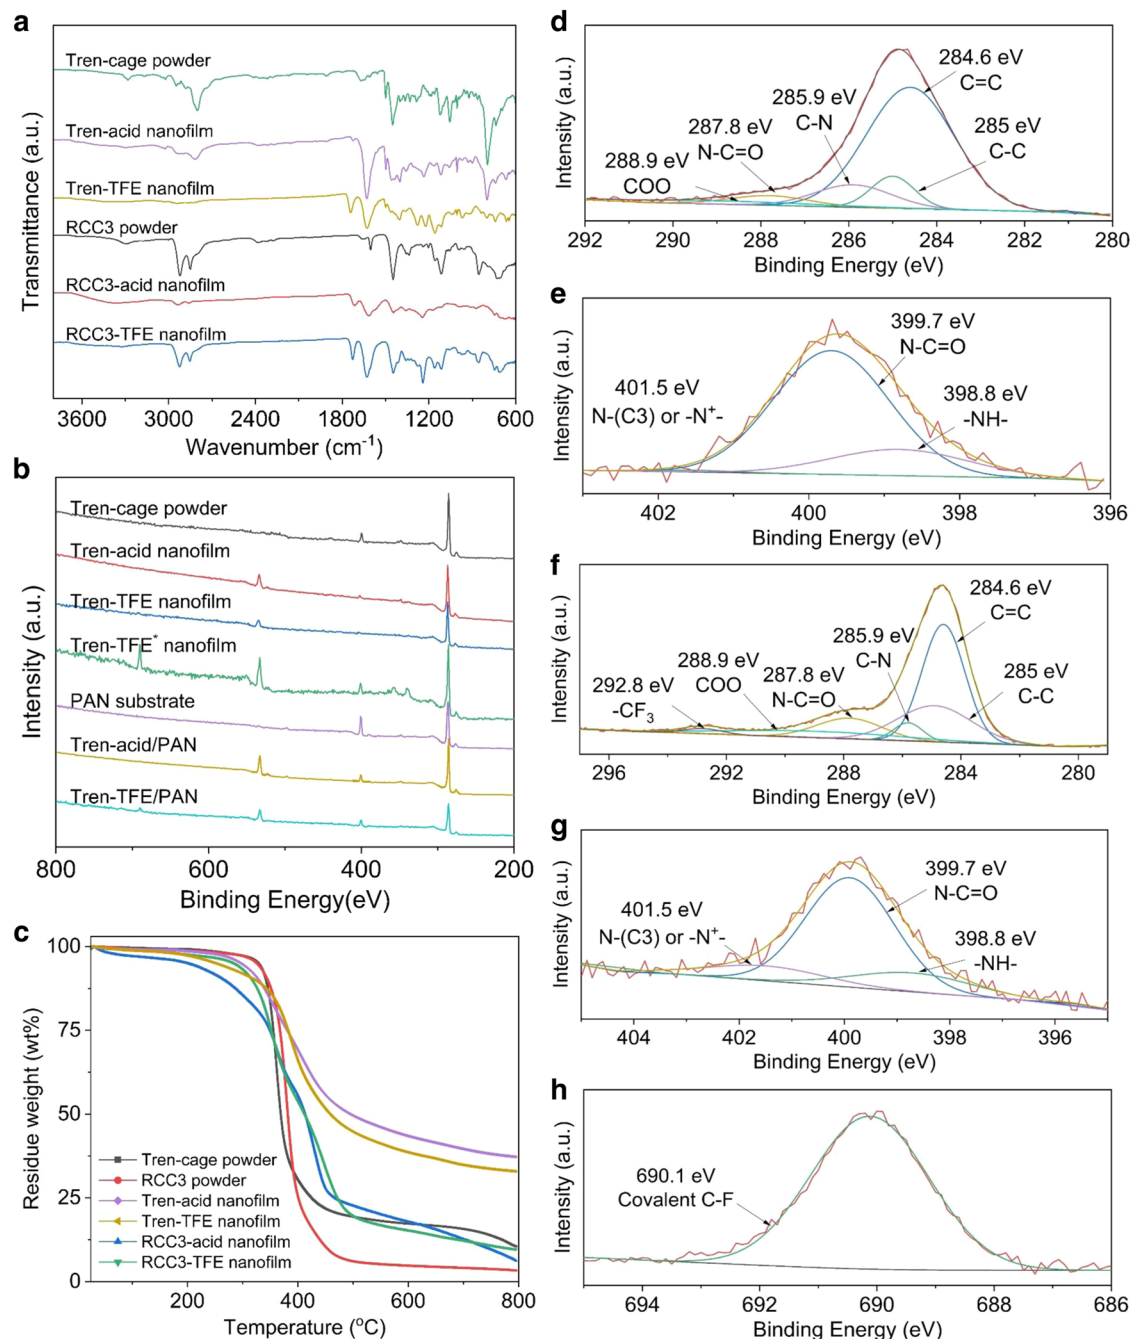 a
Tren-cage powder
Tren-acid nanofilm
Tren-TFE nanofilm
RCC3 powder
RCC3-acid nanofilm
RCC3-TFE nanofilm
Transmittance (a.u.)
3800 3000 2400 1800 1200 600
Wavenumber (cm⁻¹)
b
Tren-cage powder
Tren-acid nanofilm
Tren-TFE nanofilm
Tren-TFE* nanofilm
PAN substrate
Tren-acid/PAN
Tren-TFE/PAN
Intensity (a.u.)
800 600 400 200
Binding Energy(eV)
c
100
75
50
25
0
Residue weight (wt%)
Tren-cage powder
RCC3 powder
Tren-acid nanofilm
Tren-TFE nanofilm
RCC3-acid nanofilm
RCC3-TFE nanofilm
200 400 600 800
Temperature (°C)
d
Intensity (a.u.)
284.6 eV
C=C
285.9 eV
C-N
287.8 eV
N-C=O
285 eV
C-C
288.9 eV
COO
292 290 288 286 284 282 280
Binding Energy (eV)
e
Intensity (a.u.)
399.7 eV
N-C=O
401.5 eV
N-(C3) or -N⁺-
398.8 eV
-NH-
402 400 398 396
Binding Energy (eV)
f
Intensity (a.u.)
284.6 eV
C=C
285.9 eV
C-N
288.9 eV
COO
287.8 eV
N-C=O
285 eV
C-C
292.8 eV
-CF₃
296 292 288 284 280
Binding Energy (eV)
g
Intensity (a.u.)
399.7 eV
N-C=O
401.5 eV
N-(C3) or -N⁺-
398.8 eV
-NH-
404 402 400 398 396
Binding Energy (eV)
h
Intensity (a.u.)
690.1 eV
Covalent C-F
694 692 690 688 686
Binding Energy (eV)